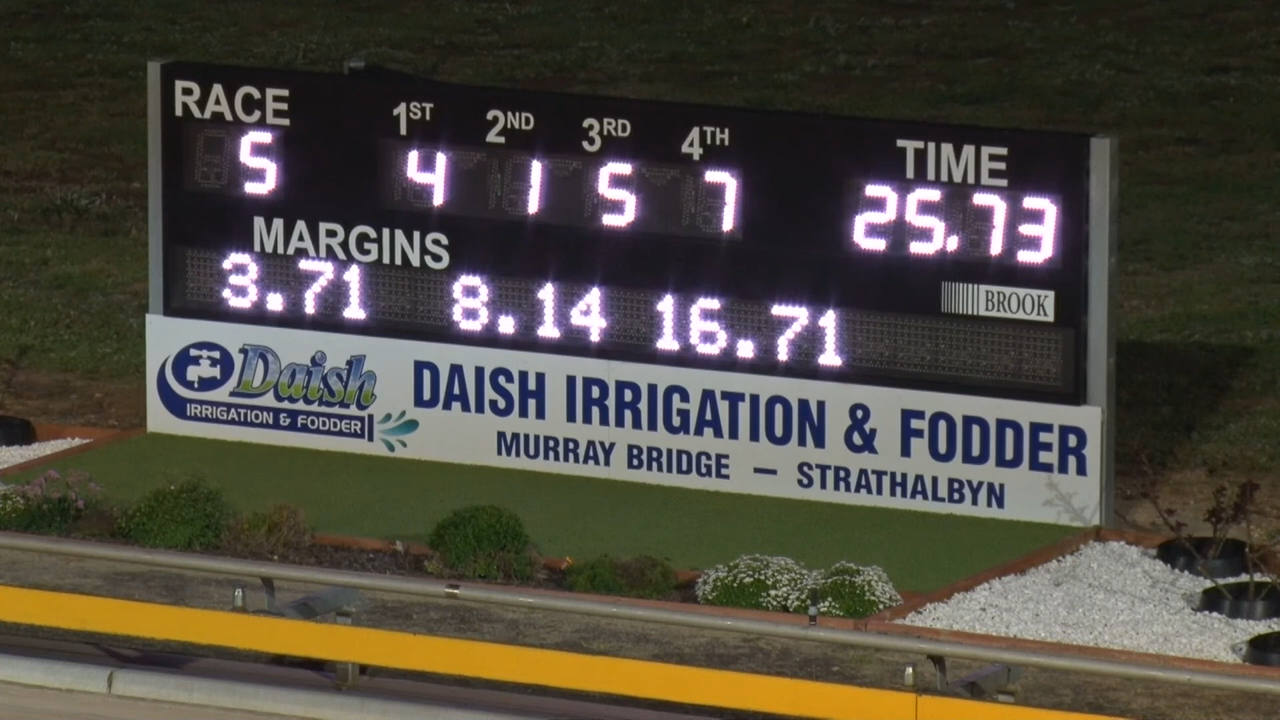 RACE 1ST 2ND 3RD 4TH TIME
5 4 1 5 7 25.73
MARGINS
3.71 8.14 16.71
BROOK
Daish
IRRIGATION & FODDER
DAISH IRRIGATION & FODDER
MURRAY BRIDGE – STRATHALBYN